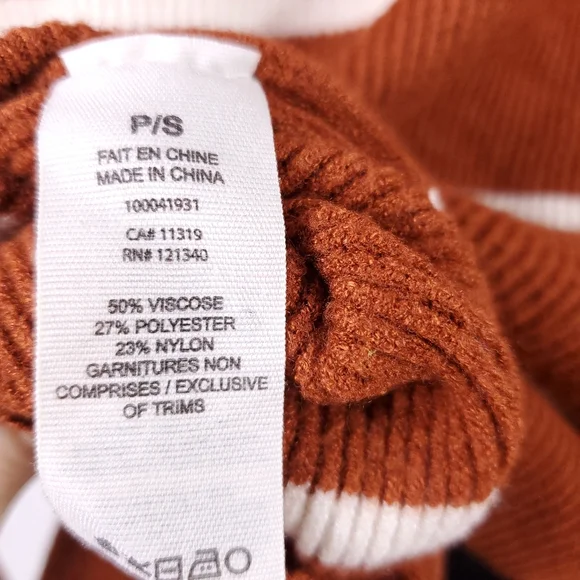 P/S
FAIT EN CHINE
MADE IN CHINA
100041931
CA# 11319
RN# 121340
50% VISCOSE
27% POLYESTER
23% NYLON
GARNITURES NON
COMPRISES / EXCLUSIVE
OF TRIMS